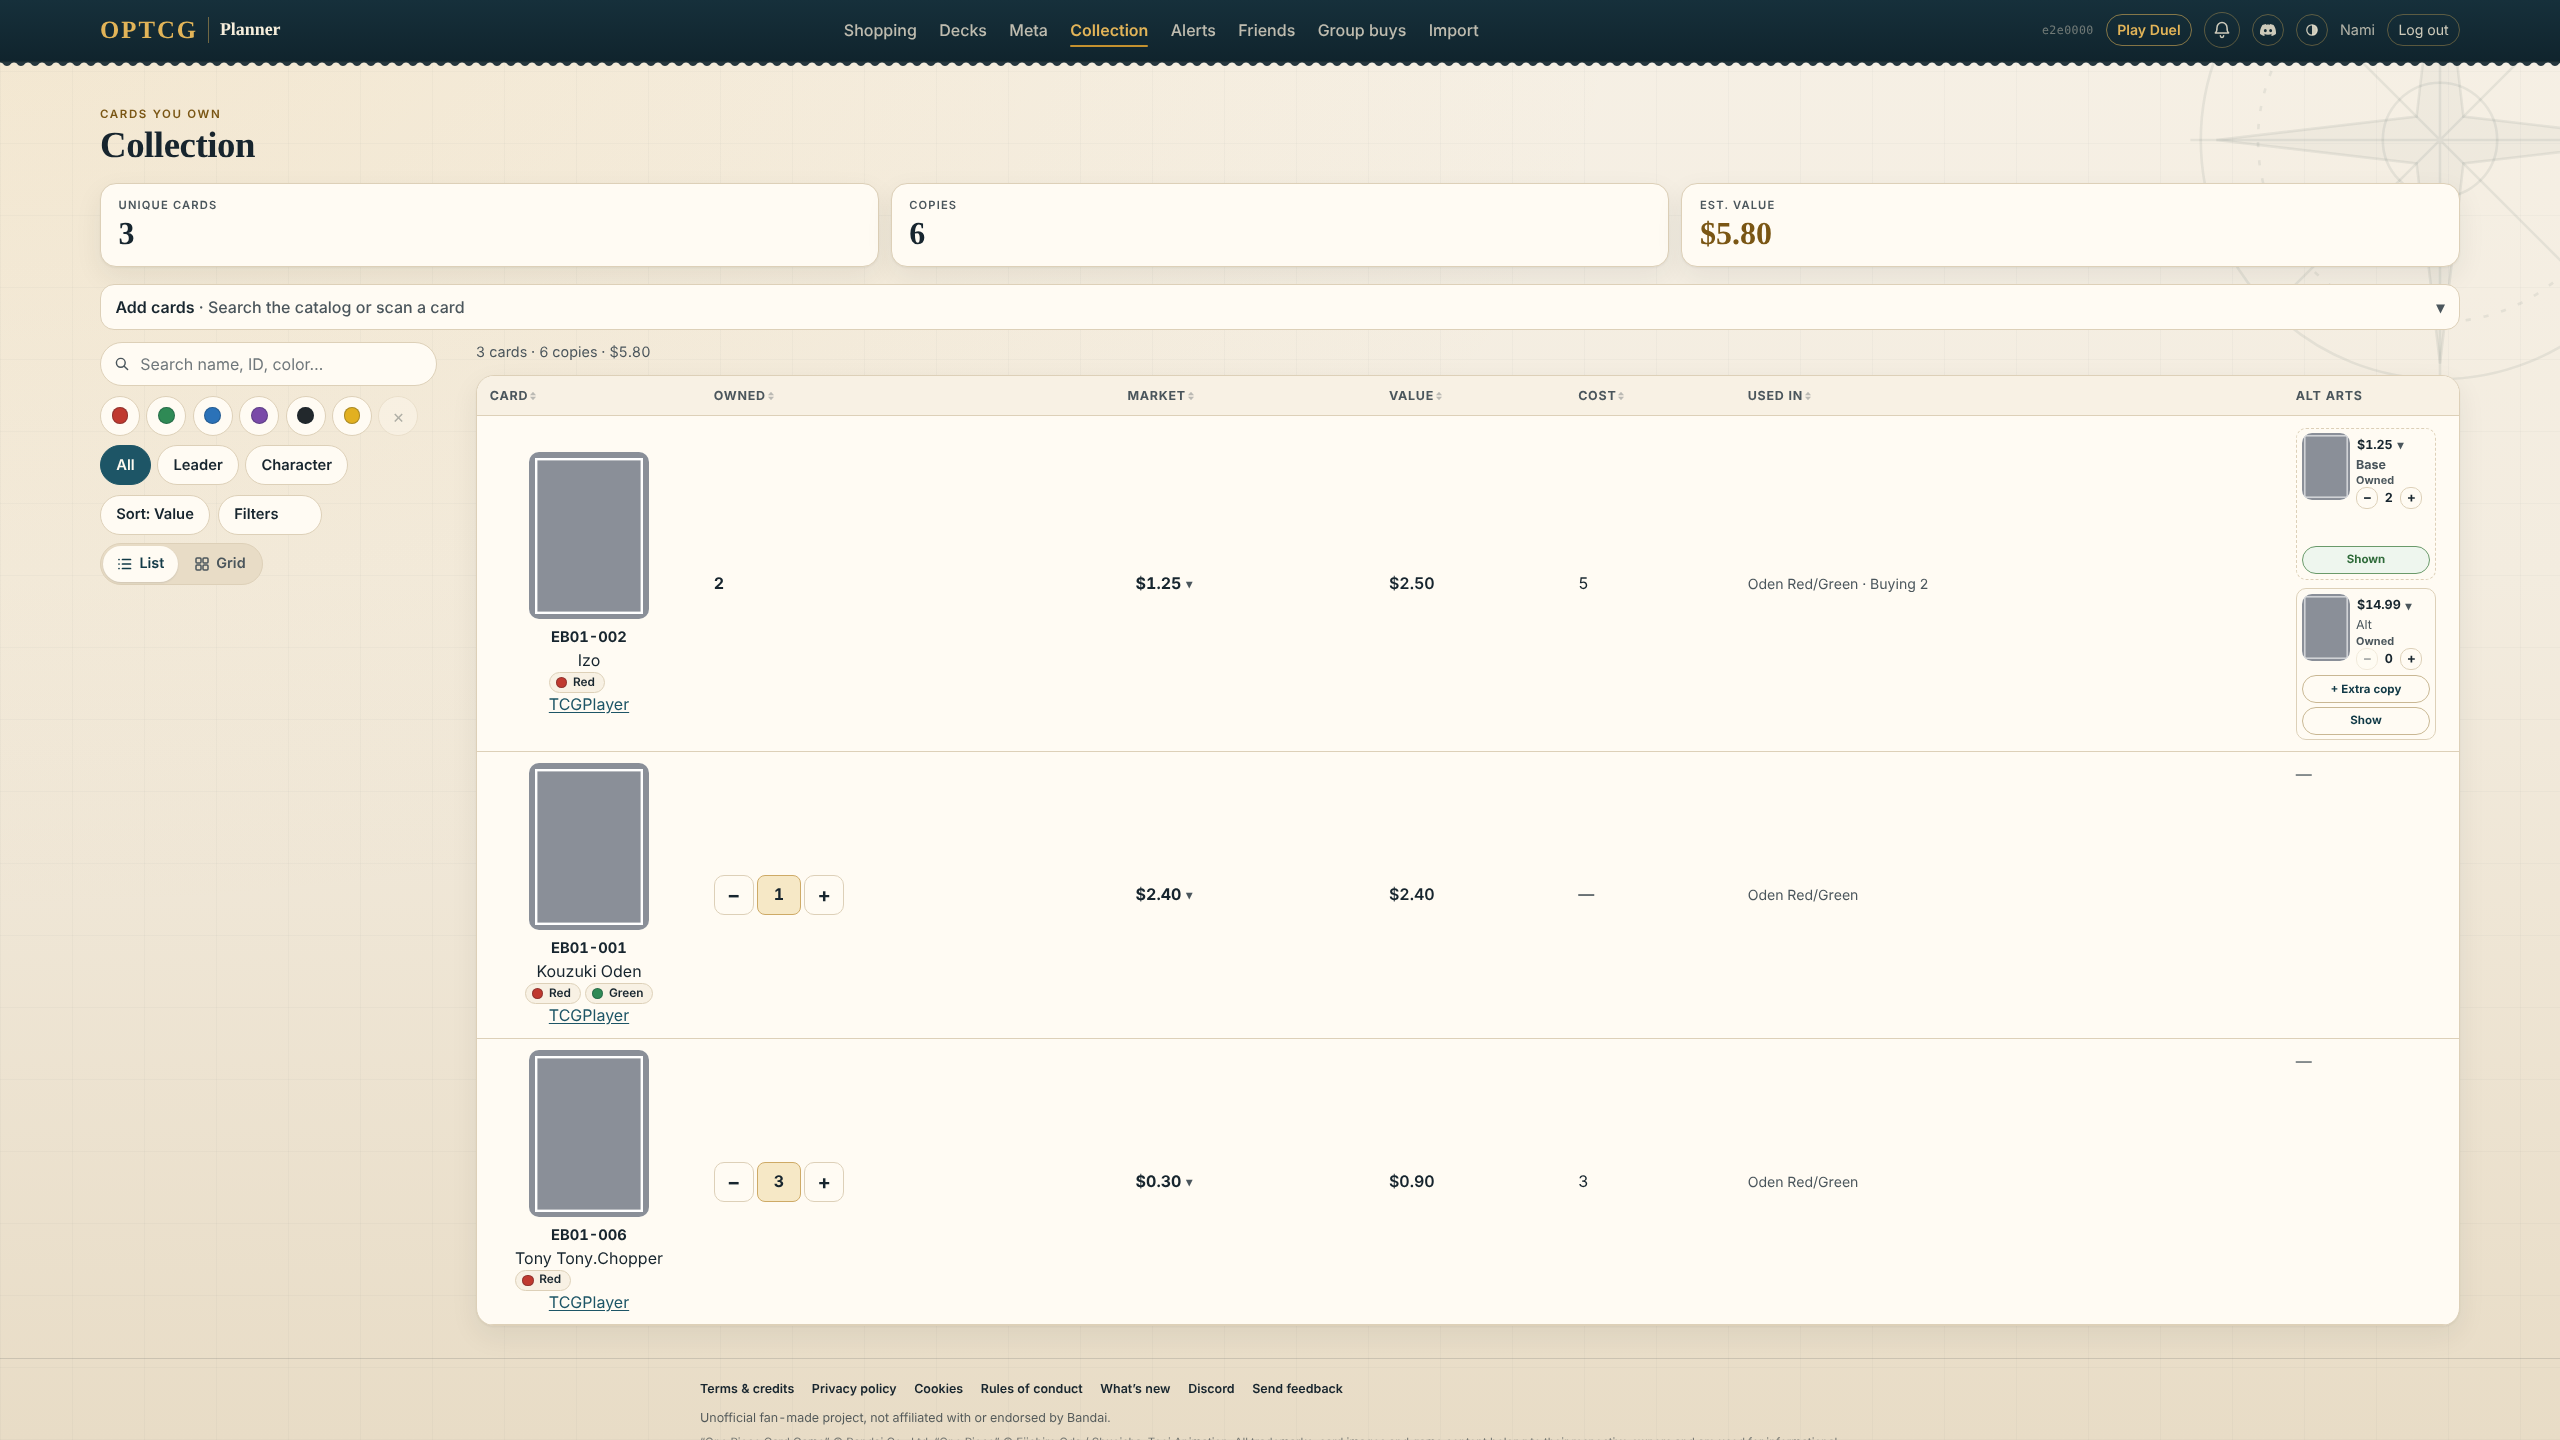 OPTCG Planner
Shopping Decks Meta Collection Alerts Friends Group buys Import
e2e0000 Play Duel Nami Log out
CARDS YOU OWN
Collection
UNIQUE CARDS
3
COPIES
6
EST. VALUE
$5.80
Add cards · Search the catalog or scan a card ▾
Search name, ID, color...
×
All Leader Character
Sort: Value Filters
List Grid
3 cards · 6 copies · $5.80
CARD OWNED MARKET VALUE COST USED IN ALT ARTS
EB01-002
Izo
Red
TCGPlayer
2
$1.25 ▾
$2.50
5
Oden Red/Green · Buying 2
$1.25 ▾
Base
Owned
− 2 +
Shown
$14.99 ▾
Alt
Owned
− 0 +
+ Extra copy
Show
EB01-001
Kouzuki Oden
Red Green
TCGPlayer
− 1 +
$2.40 ▾
$2.40
—
Oden Red/Green
—
EB01-006
Tony Tony.Chopper
Red
TCGPlayer
− 3 +
$0.30 ▾
$0.90
3
Oden Red/Green
—
Terms & credits Privacy policy Cookies Rules of conduct What's new Discord Send feedback
Unofficial fan-made project, not affiliated with or endorsed by Bandai.